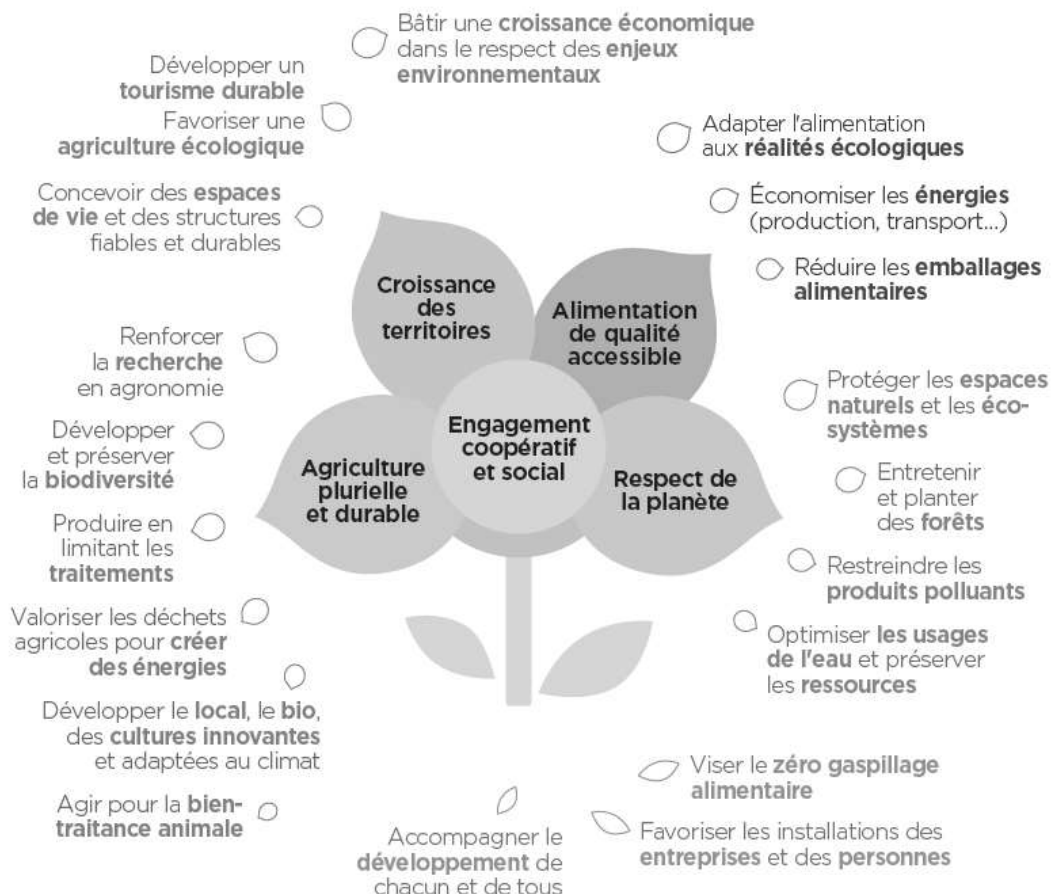 Bâtir une croissance économique
dans le respect des enjeux
environnementaux
Développer un
tourisme durable
Favoriser une
agriculture écologique
Concevoir des espaces
de vie et des structures
fiables et durables
Adapter l'alimentation
aux réalités écologiques
Économiser les énergies
(production, transport...)
Réduire les emballages
alimentaires
Croissance
des
territoires
Alimentation
de qualité
accessible
Engagement
coopératif
et social
Agriculture
plurielle
et durable
Respect de
la planète
Renforcer
la recherche
en agronomie
Développer
et préserver
la biodiversité
Produire en
limitant les
traitements
Valoriser les déchets
agricoles pour créer
des énergies
Développer le local, le bio,
des cultures innovantes
et adaptées au climat
Agir pour la bien-
traitance animale
Protéger les espaces
naturels et les éco-
systèmes
Entretenir
et planter
des forêts
Restreindre les
produits polluants
Optimiser les usages
de l'eau et préserver
les ressources
Viser le zéro gaspillage
alimentaire
Favoriser les installations des
entreprises et des personnes
Accompagner le
développement de
chacun et de tous